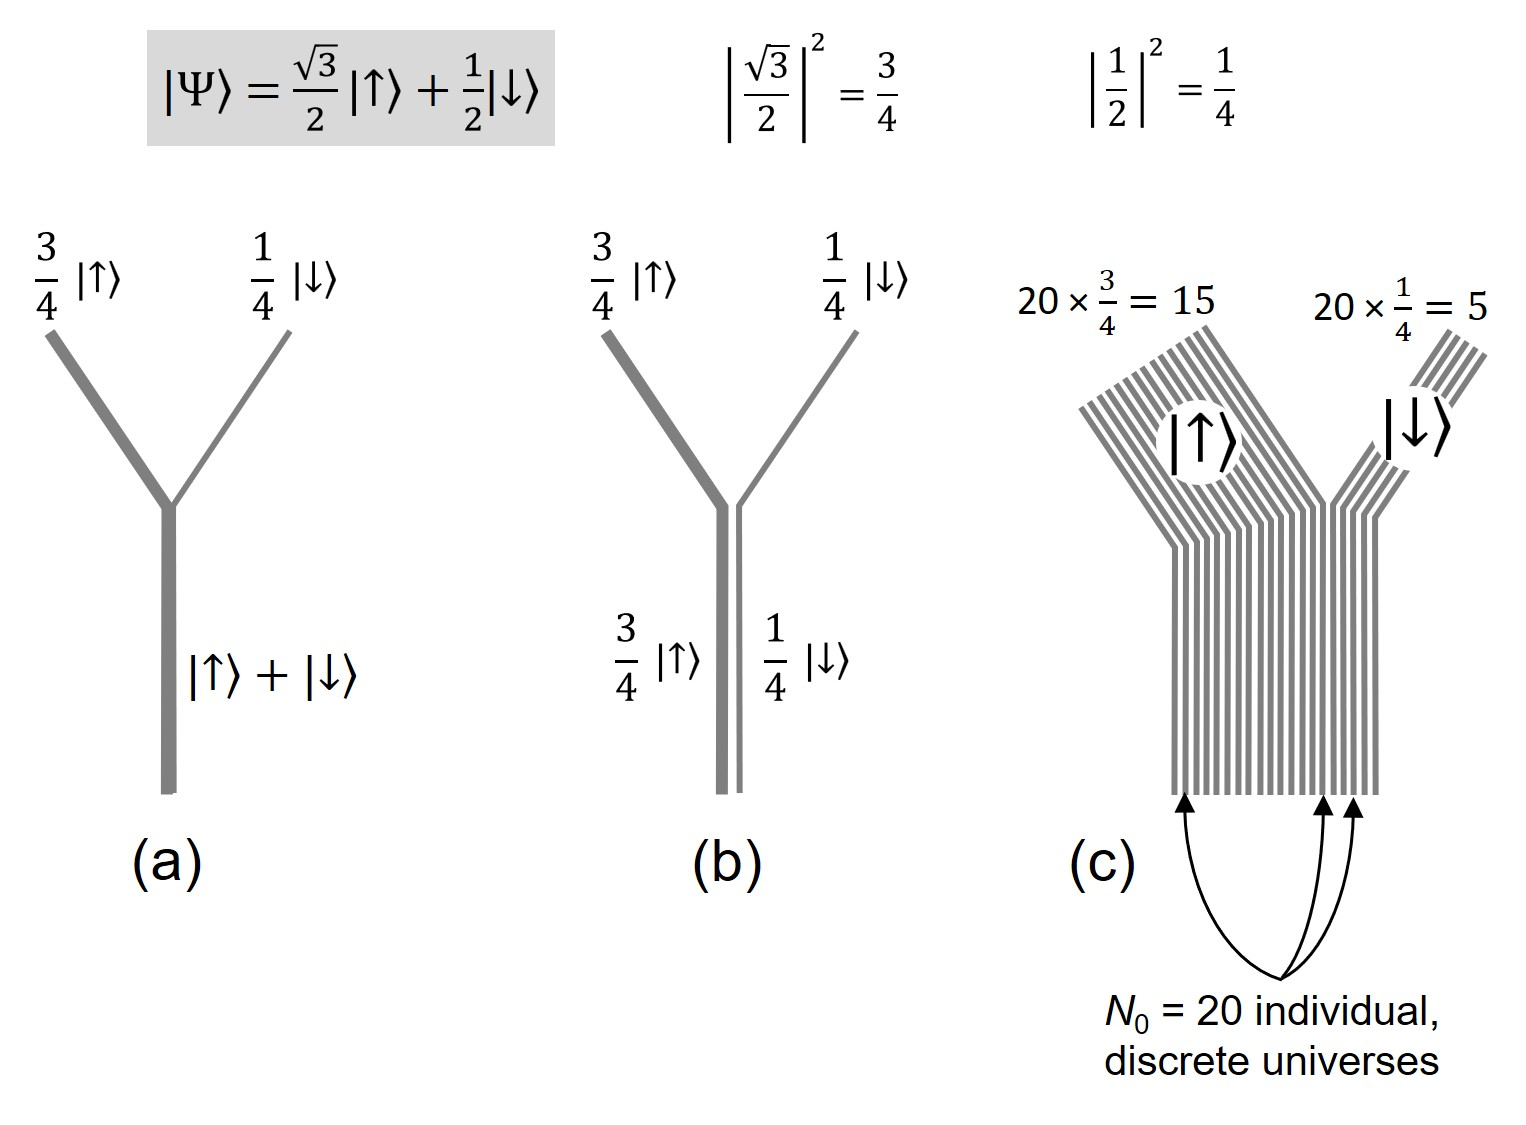 |Ψ⟩ = √3/2 |↑⟩ + 1/2 |↓⟩
|√3/2|² = 3/4
|1/2|² = 1/4
3/4 |↑⟩
1/4 |↓⟩
3/4 |↑⟩
1/4 |↓⟩
20 × 3/4 = 15
20 × 1/4 = 5
|↑⟩
|↓⟩
|↑⟩ + |↓⟩
3/4 |↑⟩
1/4 |↓⟩
(a)
(b)
(c)
N₀ = 20 individual,
discrete universes